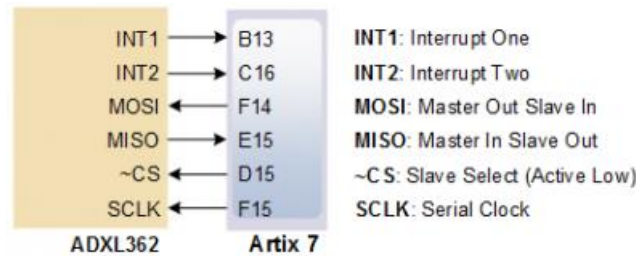 INT1 B13 INT1: Interrupt One
INT2 C16 INT2: Interrupt Two
MOSI F14 MOSI: Master Out Slave In
MISO E15 MISO: Master In Slave Out
~CS D15 ~CS: Slave Select (Active Low)
SCLK F15 SCLK: Serial Clock
ADXL362 Artix 7